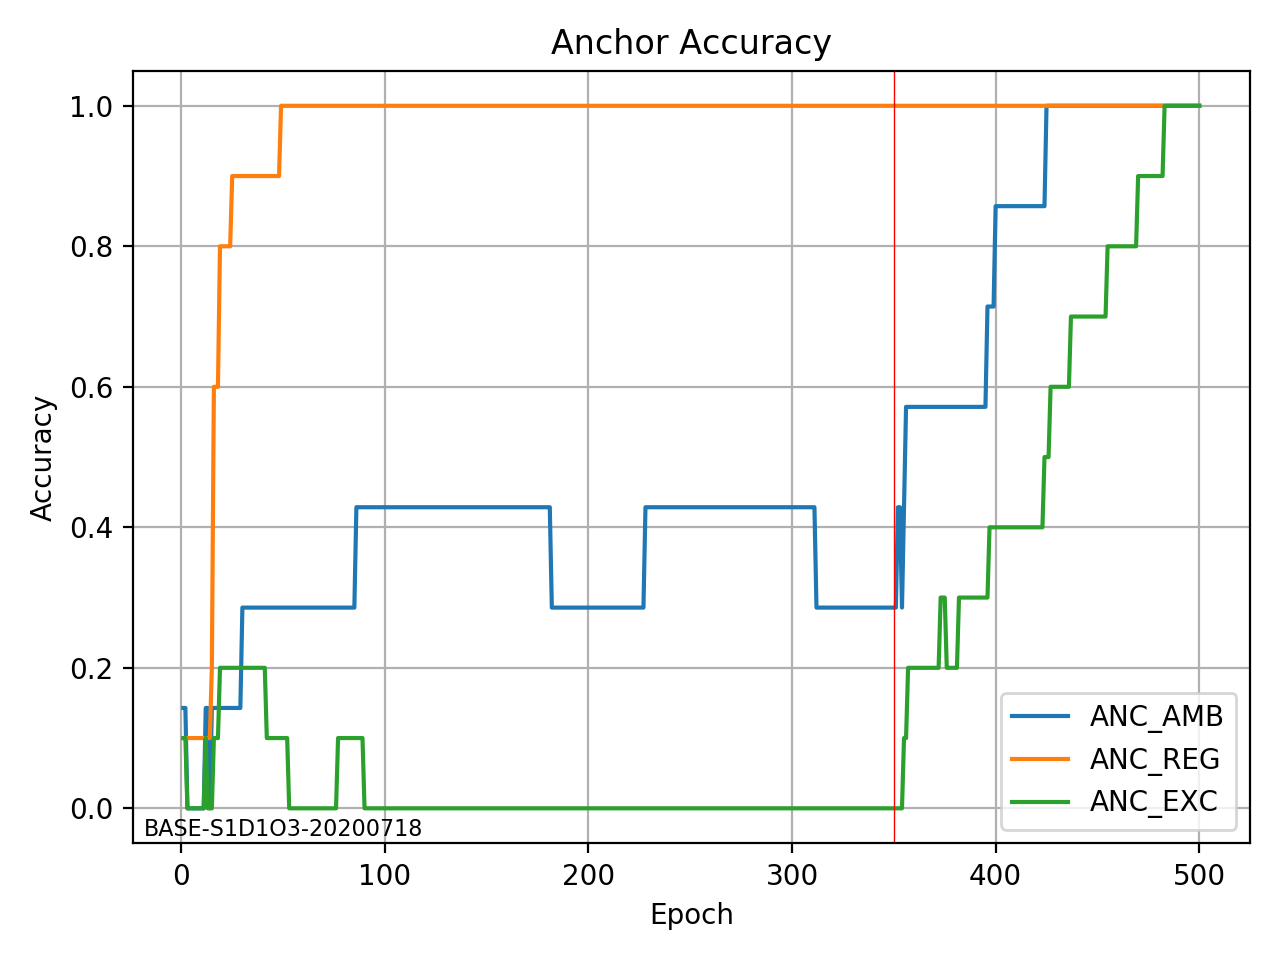 Anchor Accuracy
Accuracy
1.0
0.8
0.6
0.4
0.2
0.0
ANC_AMB
ANC_REG
ANC_EXC
BASE-S1D1O3-20200718
0 100 200 300 400 500
Epoch